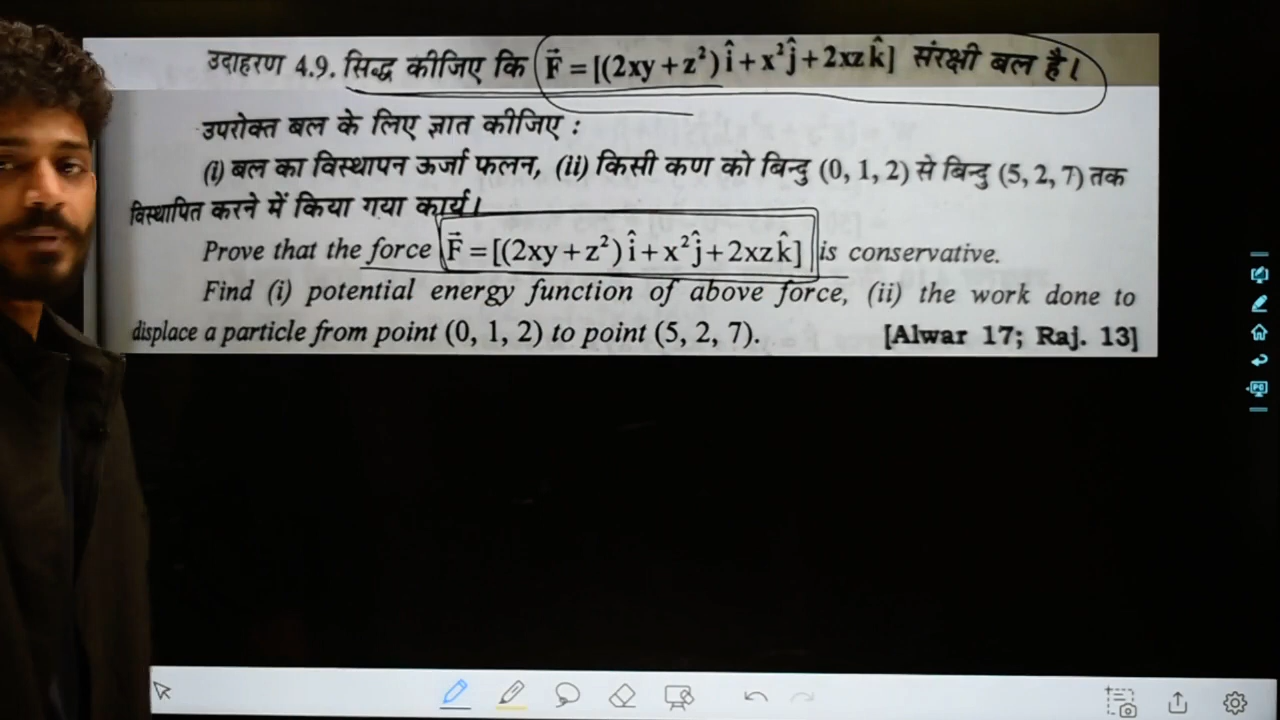 उदाहरण 4.9. सिद्ध कीजिए कि F⃗ = [(2xy + z²) î + x² ĵ + 2xz k̂] संरक्षी बल है।
उपरोक्त बल के लिए ज्ञात कीजिए :
(i) बल का विस्थापन ऊर्जा फलन, (ii) किसी कण को बिन्दु (0, 1, 2) से बिन्दु (5, 2, 7) तक
विस्थापित करने में किया गया कार्य।
Prove that the force F⃗ = [(2xy + z²) î + x² ĵ + 2xz k̂] is conservative.
Find (i) potential energy function of above force, (ii) the work done to
displace a particle from point (0, 1, 2) to point (5, 2, 7). [Alwar 17; Raj. 13]
PC